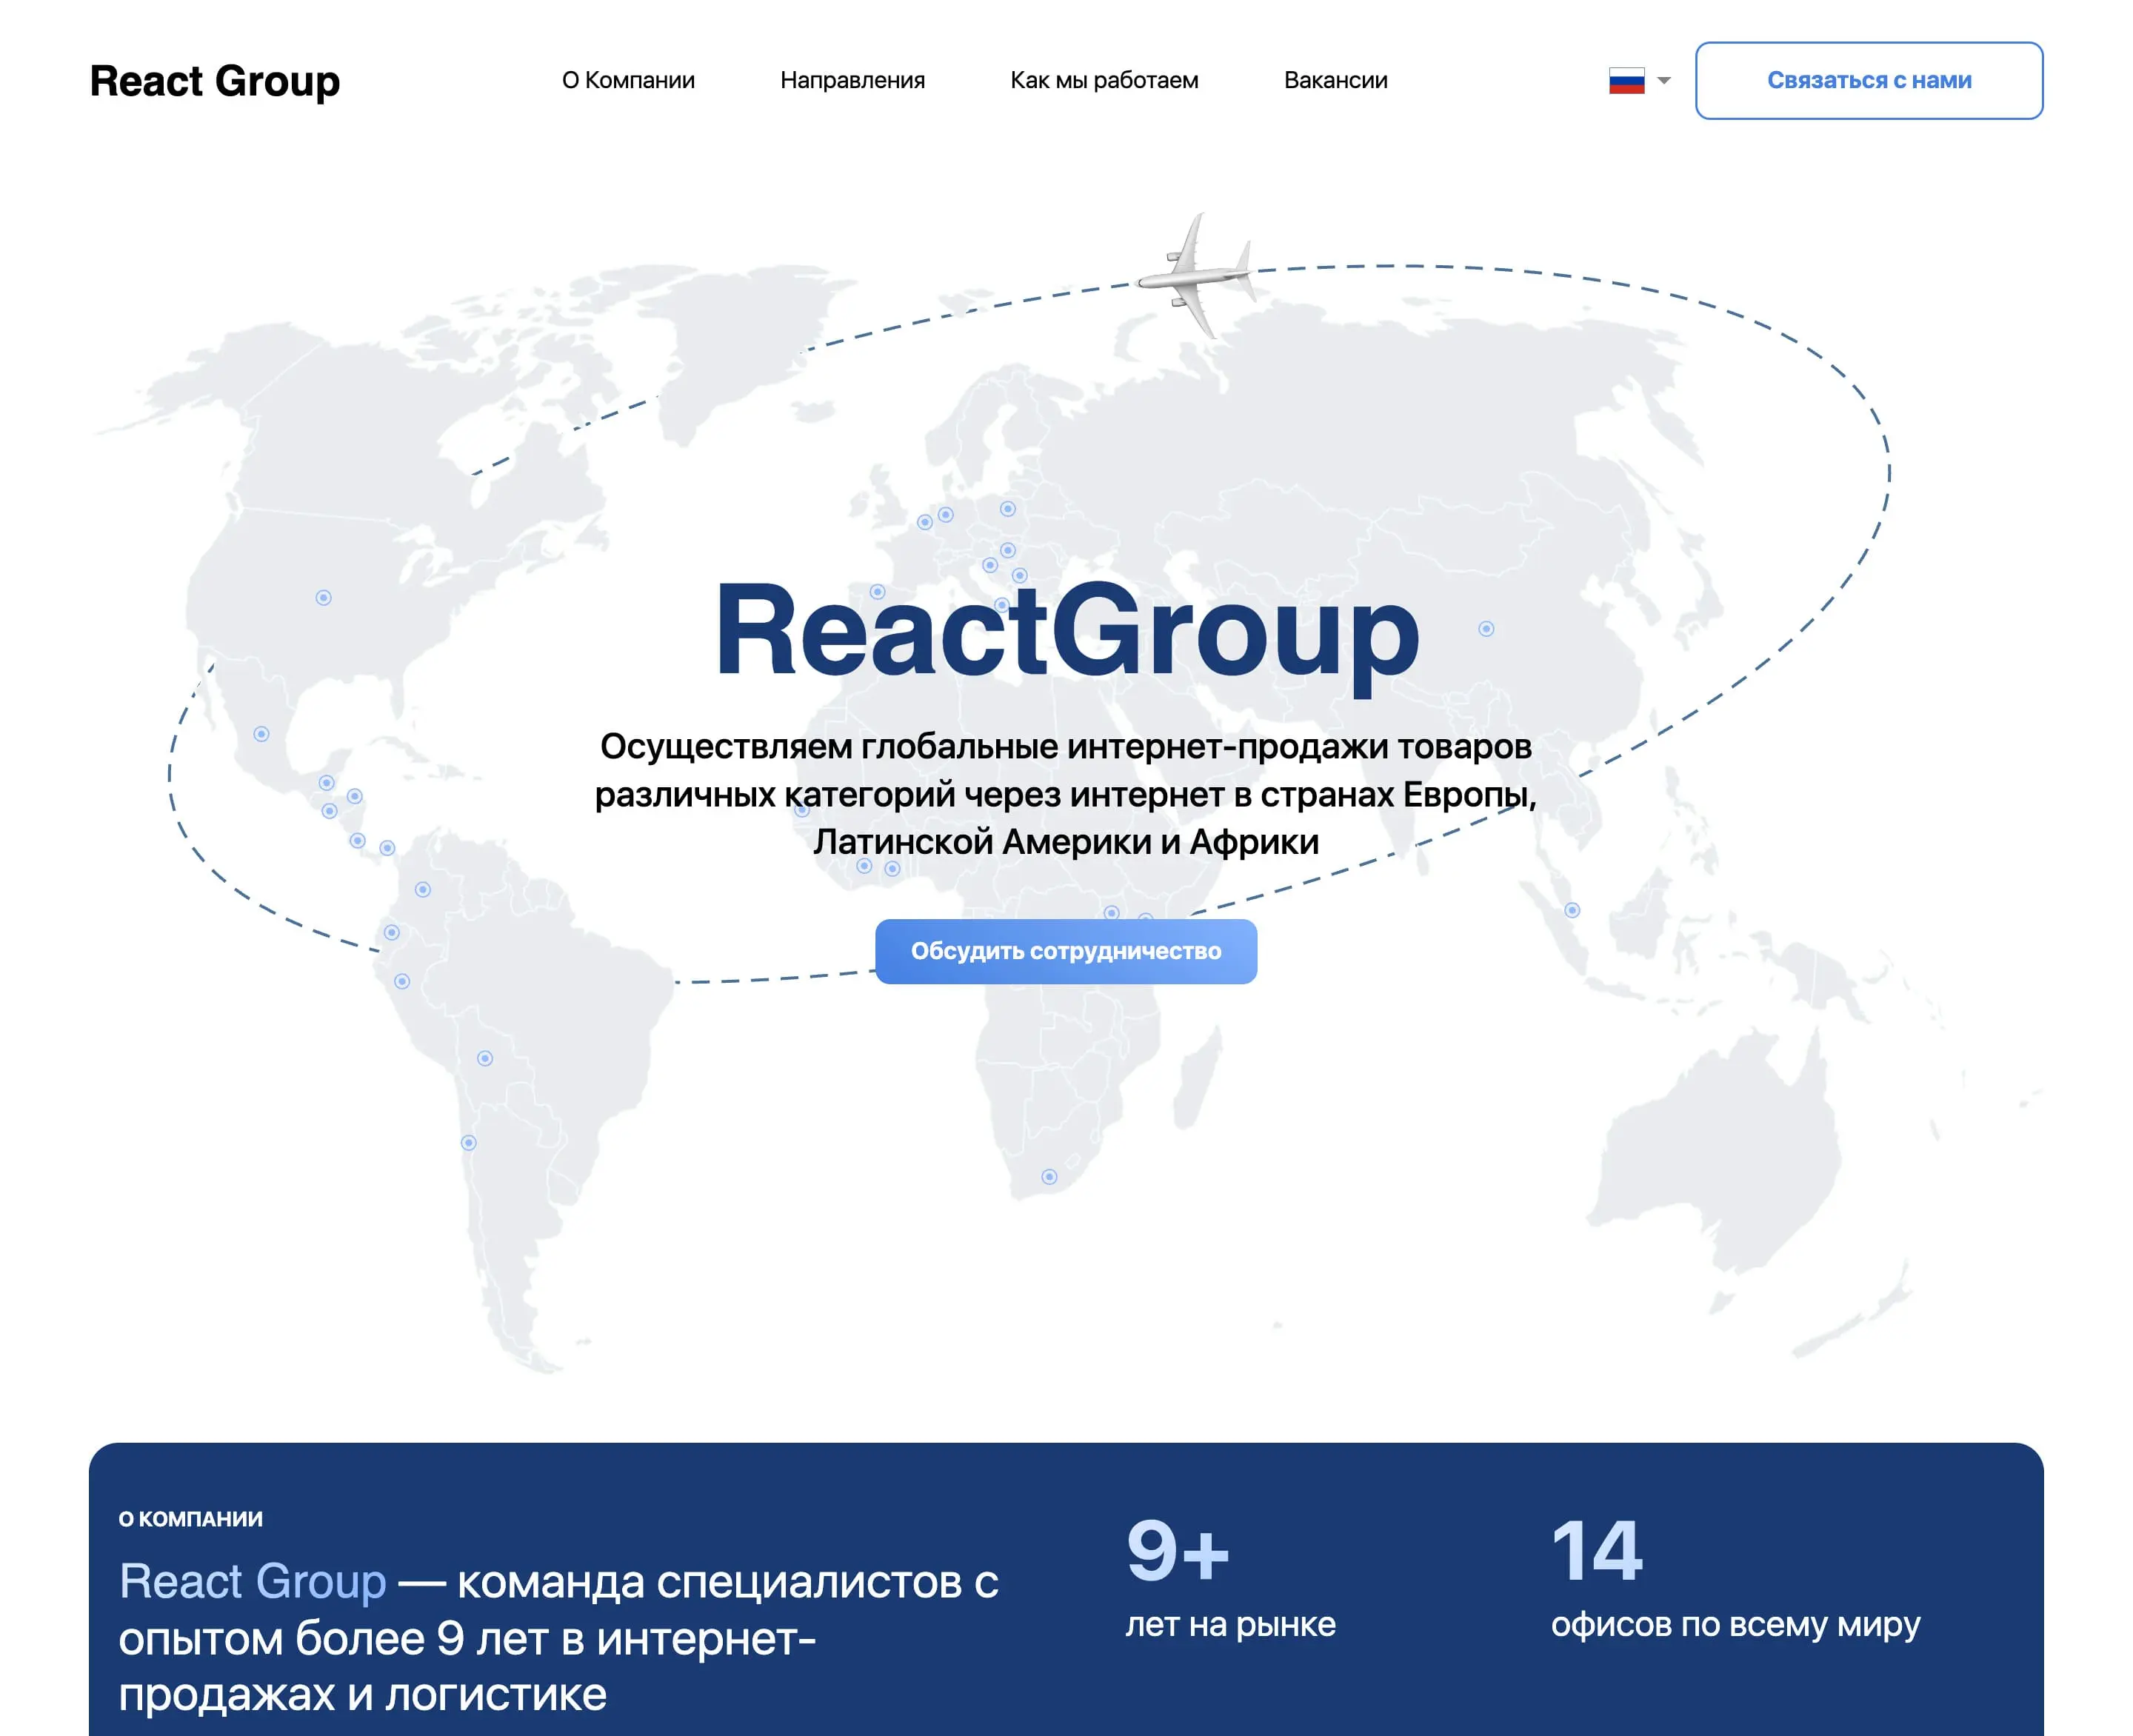 React Group
О Компании
Направления
Как мы работаем
Вакансии
Связаться с нами
ReactGroup
Осуществляем глобальные интернет-продажи товаров
различных категорий через интернет в странах Европы,
Латинской Америки и Африки
Обсудить сотрудничество
О КОМПАНИИ
React Group — команда специалистов с
опытом более 9 лет в интернет-
продажах и логистике
9+
лет на рынке
14
офисов по всему миру